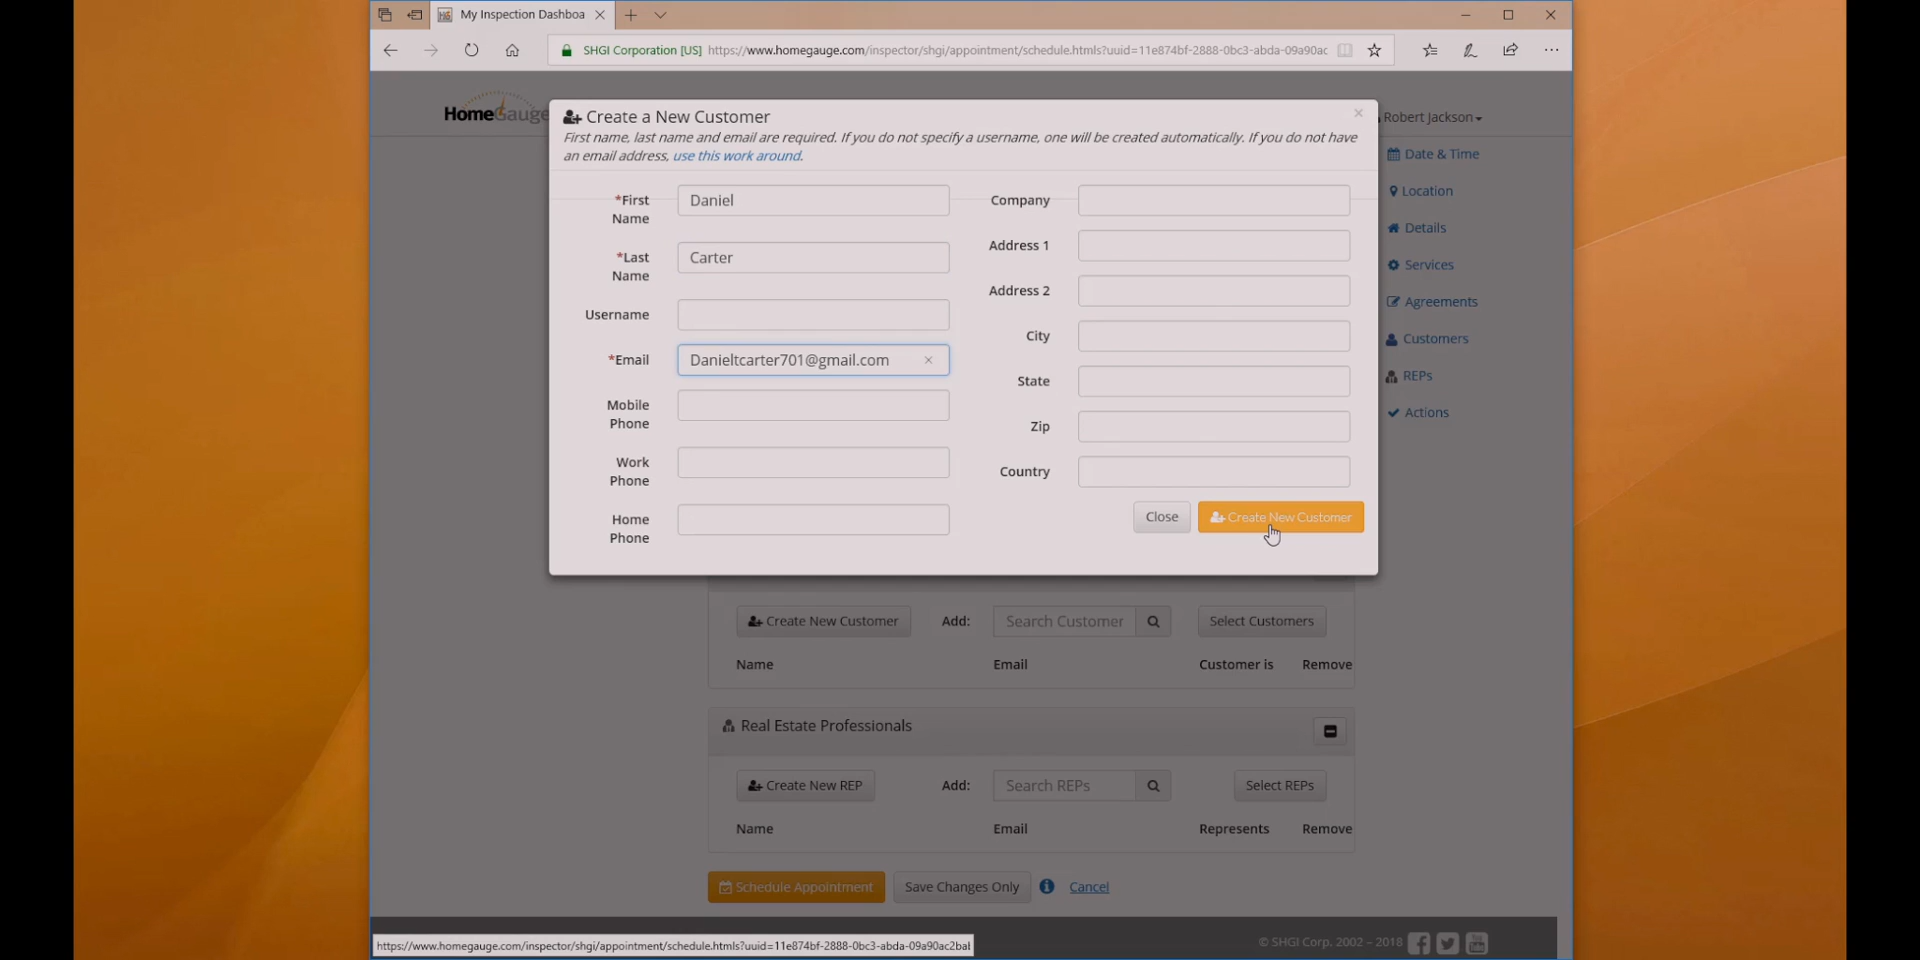 My Inspection Dashboa
SHGI Corporation [US] https://www.homegauge.com/inspector/shgi/appointment/schedule.htmls?uuid=11e874bf-2888-0bc3-abda-09a90ac
HomeGauge
Robert Jackson
Create a New Customer
First name, last name and email are required. If you do not specify a username, one will be created automatically. If you do not have
an email address, use this work around.
*First Name Daniel
*Last Name Carter
Username
*Email Danieltcarter701@gmail.com
Mobile Phone
Work Phone
Home Phone
Company
Address 1
Address 2
City
State
Zip
Country
Close Create New Customer
Date & Time
Location
Details
Services
Agreements
Customers
REPs
Actions
Create New Customer Add: Search Customer Select Customers
Name Email Customer is Remove
Real Estate Professionals
Create New REP Add: Search REPs Select REPs
Name Email Represents Remove
Schedule Appointment Save Changes Only Cancel
© SHGI Corp. 2002 – 2018
https://www.homegauge.com/inspector/shgi/appointment/schedule.htmls?uuid=11e874bf-2888-0bc3-abda-09a90ac2bab